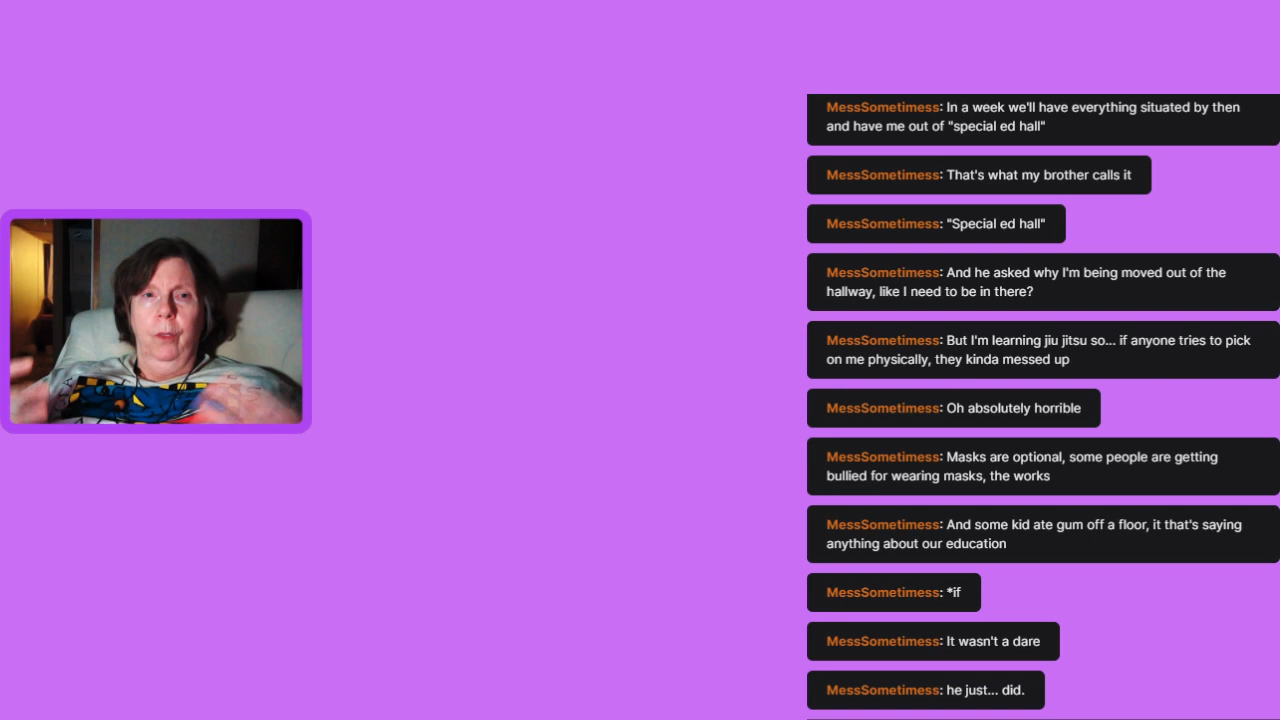 MessSometimess: In a week we'll have everything situated by then
and have me out of "special ed hall"
MessSometimess: That's what my brother calls it
MessSometimess: "Special ed hall"
MessSometimess: And he asked why I'm being moved out of the
hallway, like I need to be in there?
MessSometimess: But I'm learning jiu jitsu so... if anyone tries to pick
on me physically, they kinda messed up
MessSometimess: Oh absolutely horrible
MessSometimess: Masks are optional, some people are getting
bullied for wearing masks, the works
MessSometimess: And some kid ate gum off a floor, it that's saying
anything about our education
MessSometimess: *if
MessSometimess: It wasn't a dare
MessSometimess: he just... did.